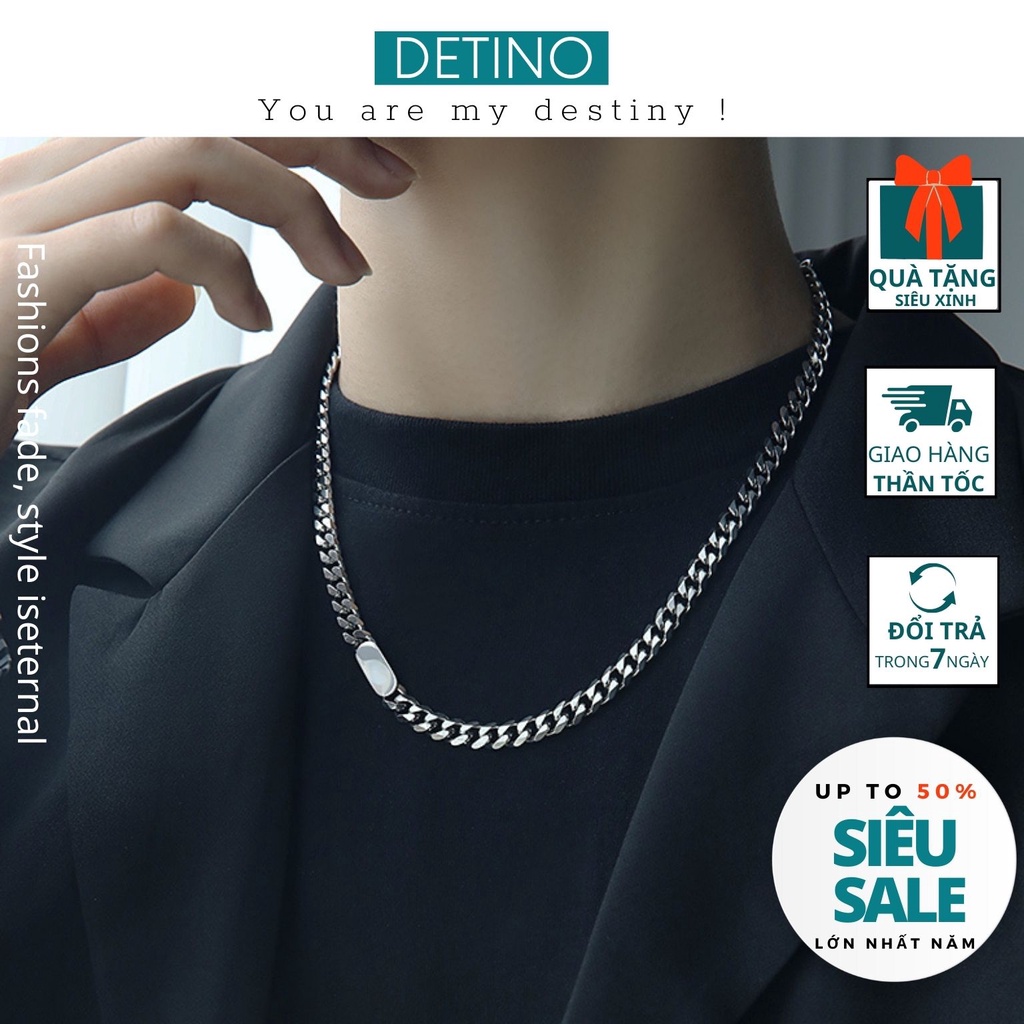 DETINO
You are my destiny !
Fashions fade, style iseternal
QUÀ TẶNG
SIÊU XINH
GIAO HÀNG
THẦN TỐC
ĐỔI TRẢ
TRONG 7 NGÀY
UP TO 50%
SIÊU
SALE
LỚN NHẤT NĂM